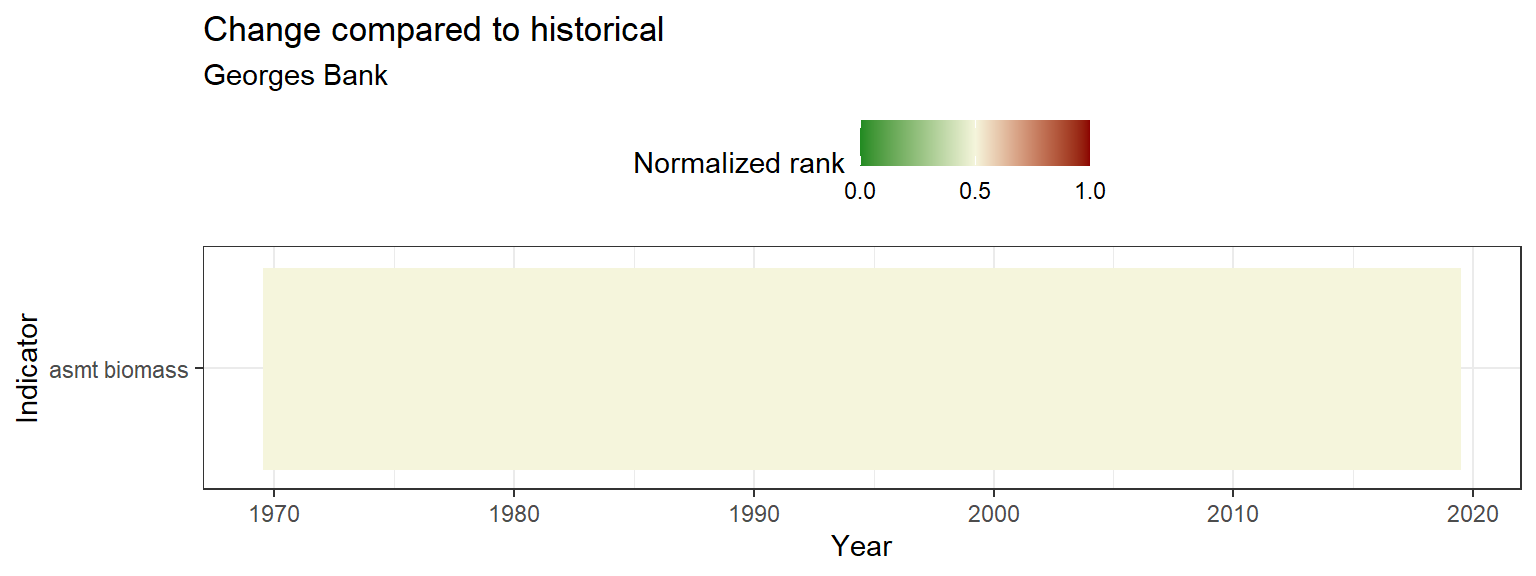 Change compared to historical
Georges Bank
Normalized rank
0.0 0.5 1.0
Indicator
asmt biomass
1970 1980 1990 2000 2010 2020
Year